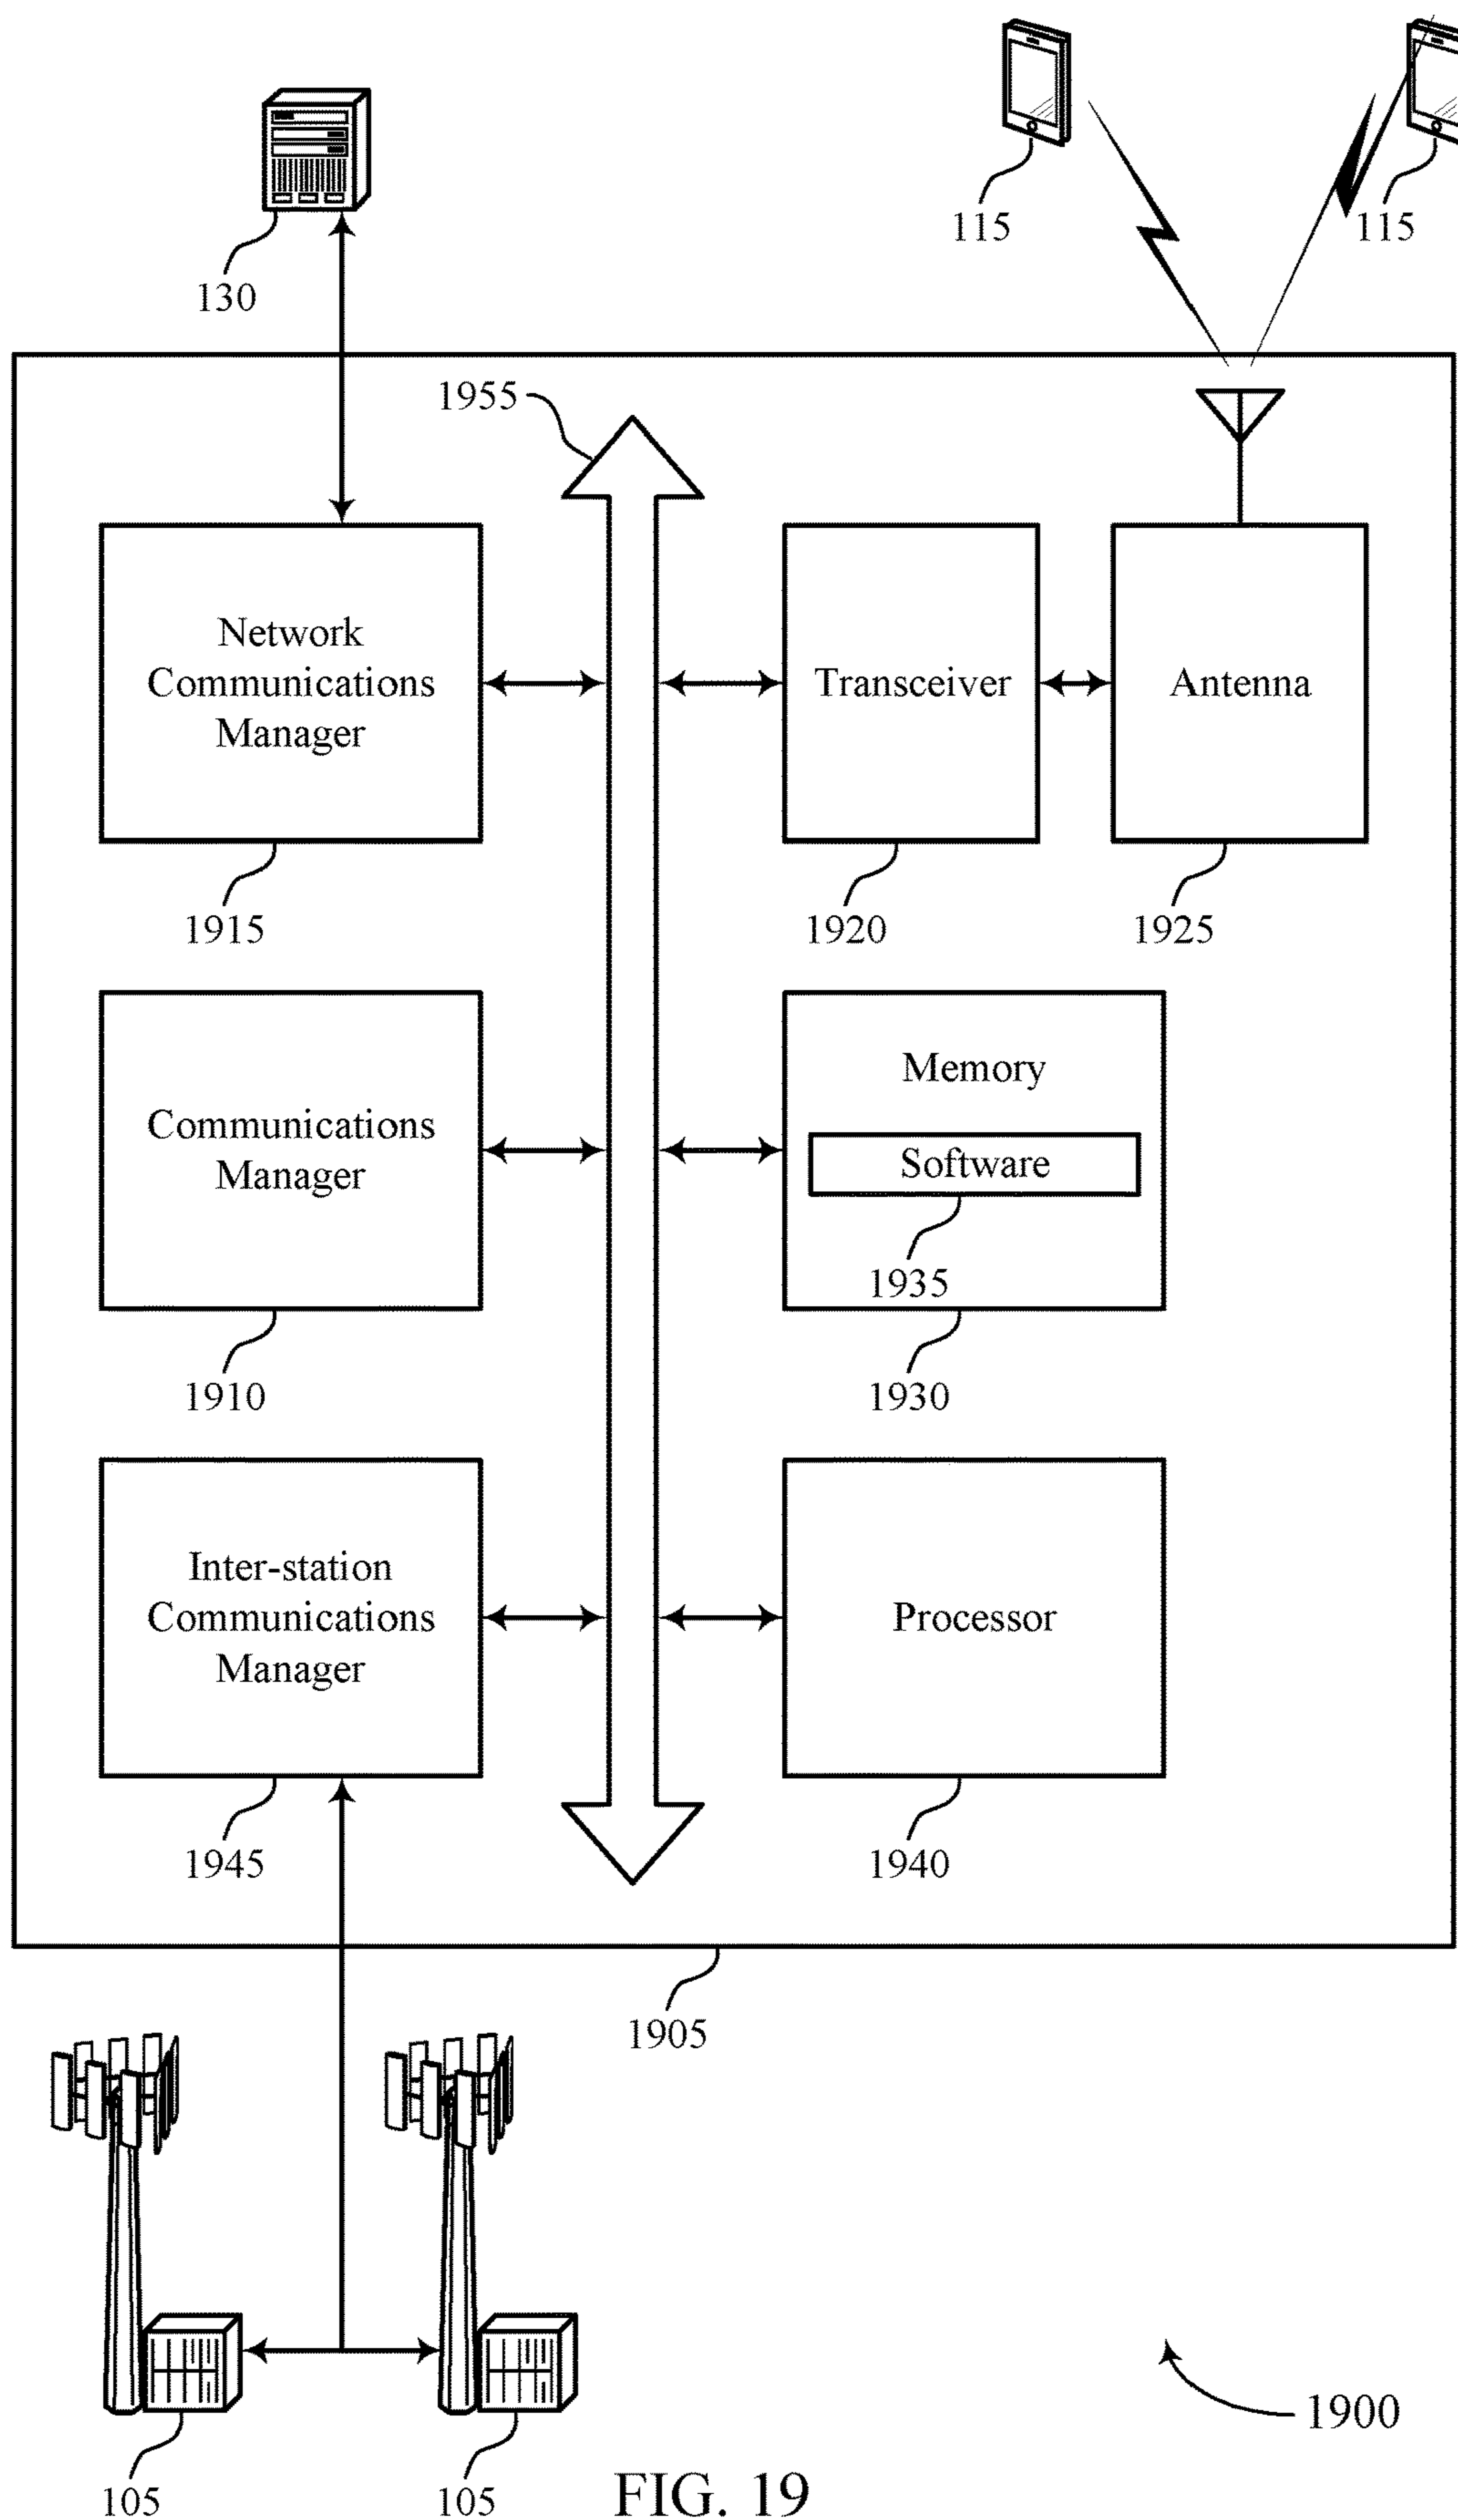 115
115
130
1955
Network
Communications
Manager
Transceiver
Antenna
1915
1920
1925
Communications
Manager
Memory
Software
1935
1910
1930
Inter-station
Communications
Manager
Processor
1945
1940
1905
1900
105
105
FIG. 19